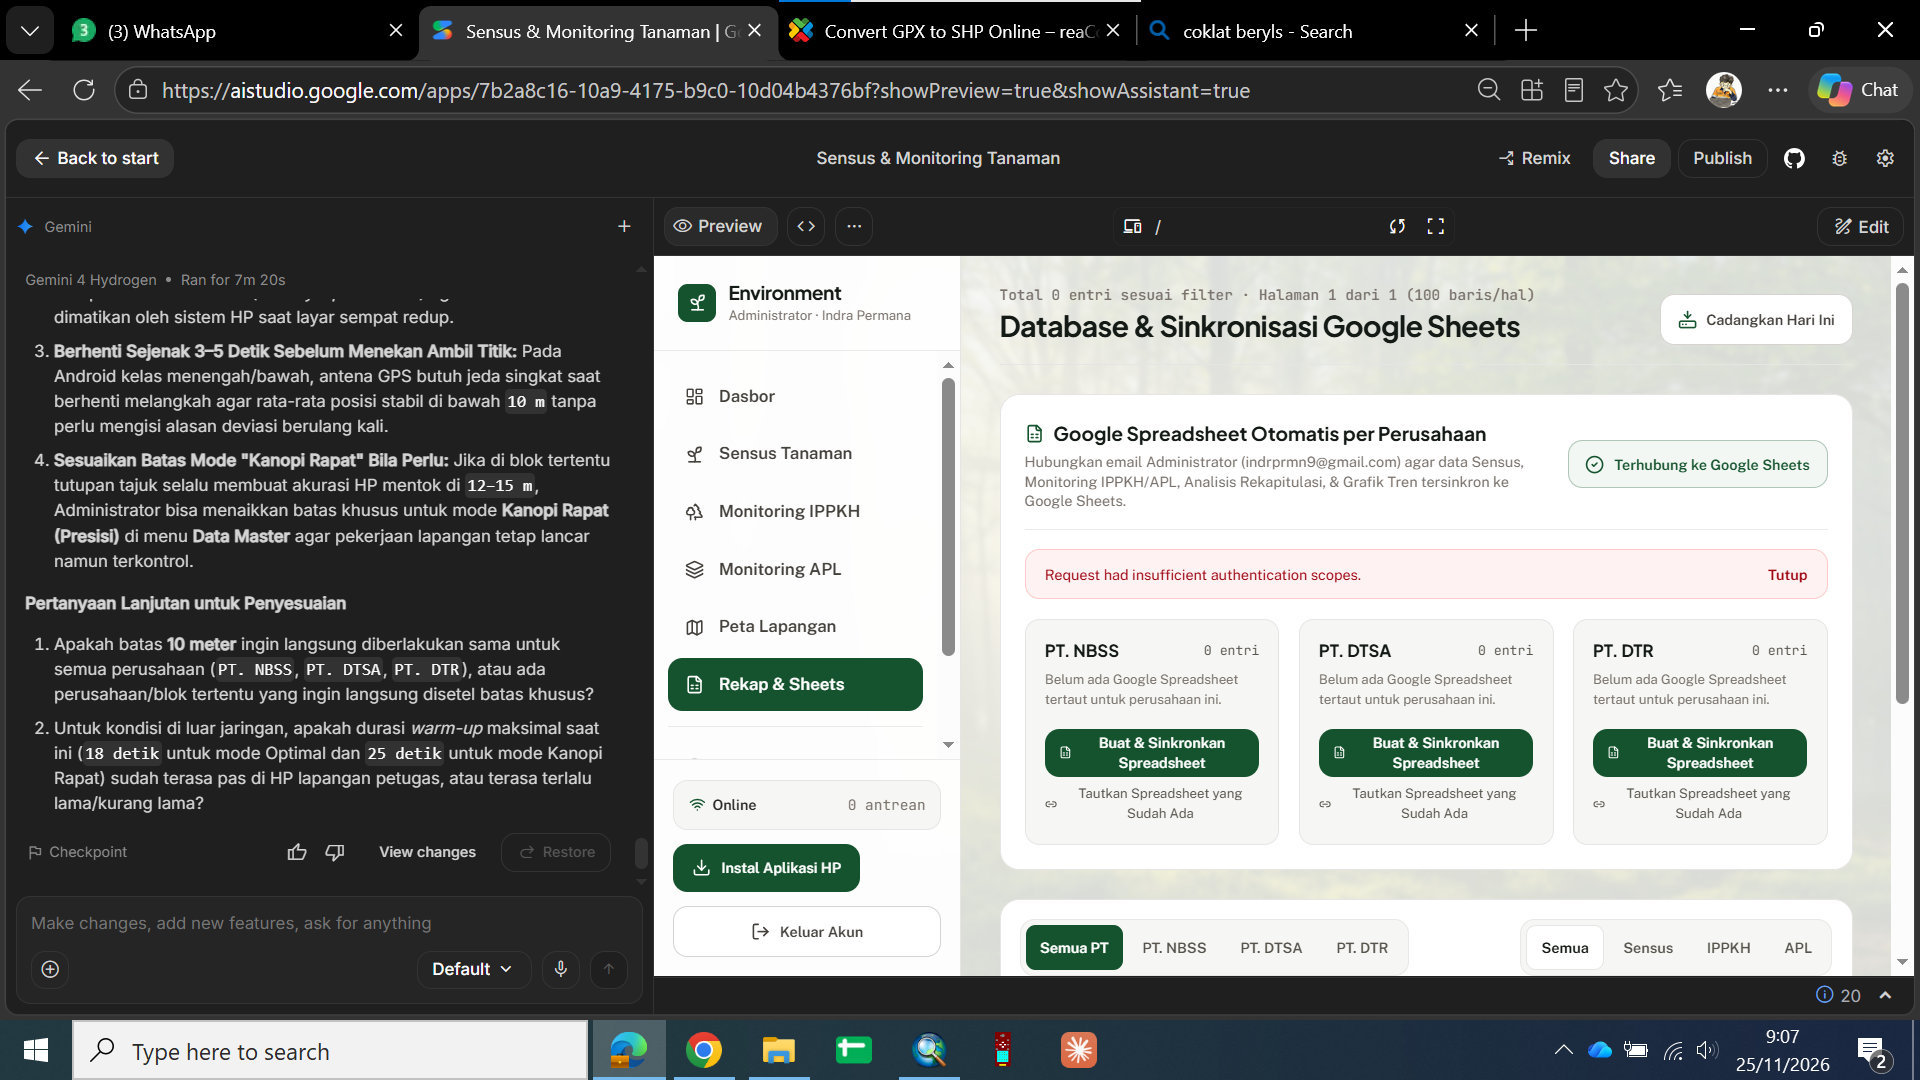 3
(3) WhatsApp
Sensus & Monitoring Tanaman | G
Convert GPX to SHP Online – reaC
coklat beryls - Search
https://aistudio.google.com/apps/7b2a8c16-10a9-4175-b9c0-10d04b4376bf?showPreview=true&showAssistant=true
Chat
Back to start
Sensus & Monitoring Tanaman
Remix
Share
Publish
Gemini
Preview
/
Edit
Gemini 4 Hydrogen • Ran for 7m 20s
dimatikan oleh sistem HP saat layar sempat redup.
3. Berhenti Sejenak 3–5 Detik Sebelum Menekan Ambil Titik: Pada
Android kelas menengah/bawah, antena GPS butuh jeda singkat saat
berhenti melangkah agar rata-rata posisi stabil di bawah 10 m tanpa
perlu mengisi alasan deviasi berulang kali.
4. Sesuaikan Batas Mode "Kanopi Rapat" Bila Perlu: Jika di blok tertentu
tutupan tajuk selalu membuat akurasi HP mentok di 12–15 m,
Administrator bisa menaikkan batas khusus untuk mode Kanopi Rapat
(Presisi) di menu Data Master agar pekerjaan lapangan tetap lancar
namun terkontrol.
Pertanyaan Lanjutan untuk Penyesuaian
1. Apakah batas 10 meter ingin langsung diberlakukan sama untuk
semua perusahaan (PT. NBSS, PT. DTSA, PT. DTR), atau ada
perusahaan/blok tertentu yang ingin langsung disetel batas khusus?
2. Untuk kondisi di luar jaringan, apakah durasi warm-up maksimal saat
ini (18 detik untuk mode Optimal dan 25 detik untuk mode Kanopi
Rapat) sudah terasa pas di HP lapangan petugas, atau terasa terlalu
lama/kurang lama?
Checkpoint
View changes
Restore
Make changes, add new features, ask for anything
Default
Environment
Administrator · Indra Permana
Dasbor
Sensus Tanaman
Monitoring IPPKH
Monitoring APL
Peta Lapangan
Rekap & Sheets
Online
0 antrean
Instal Aplikasi HP
Keluar Akun
Total 0 entri sesuai filter · Halaman 1 dari 1 (100 baris/hal)
Database & Sinkronisasi Google Sheets
Cadangkan Hari Ini
Google Spreadsheet Otomatis per Perusahaan
Hubungkan email Administrator (indrprmn9@gmail.com) agar data Sensus,
Monitoring IPPKH/APL, Analisis Rekapitulasi, & Grafik Tren tersinkron ke
Google Sheets.
Terhubung ke Google Sheets
Request had insufficient authentication scopes.
Tutup
PT. NBSS
0 entri
Belum ada Google Spreadsheet
tertaut untuk perusahaan ini.
Buat & Sinkronkan
Spreadsheet
Tautkan Spreadsheet yang
Sudah Ada
PT. DTSA
0 entri
Belum ada Google Spreadsheet
tertaut untuk perusahaan ini.
Buat & Sinkronkan
Spreadsheet
Tautkan Spreadsheet yang
Sudah Ada
PT. DTR
0 entri
Belum ada Google Spreadsheet
tertaut untuk perusahaan ini.
Buat & Sinkronkan
Spreadsheet
Tautkan Spreadsheet yang
Sudah Ada
Semua PT
PT. NBSS
PT. DTSA
PT. DTR
Semua
Sensus
IPPKH
APL
20
Type here to search
9:07
25/11/2026
2